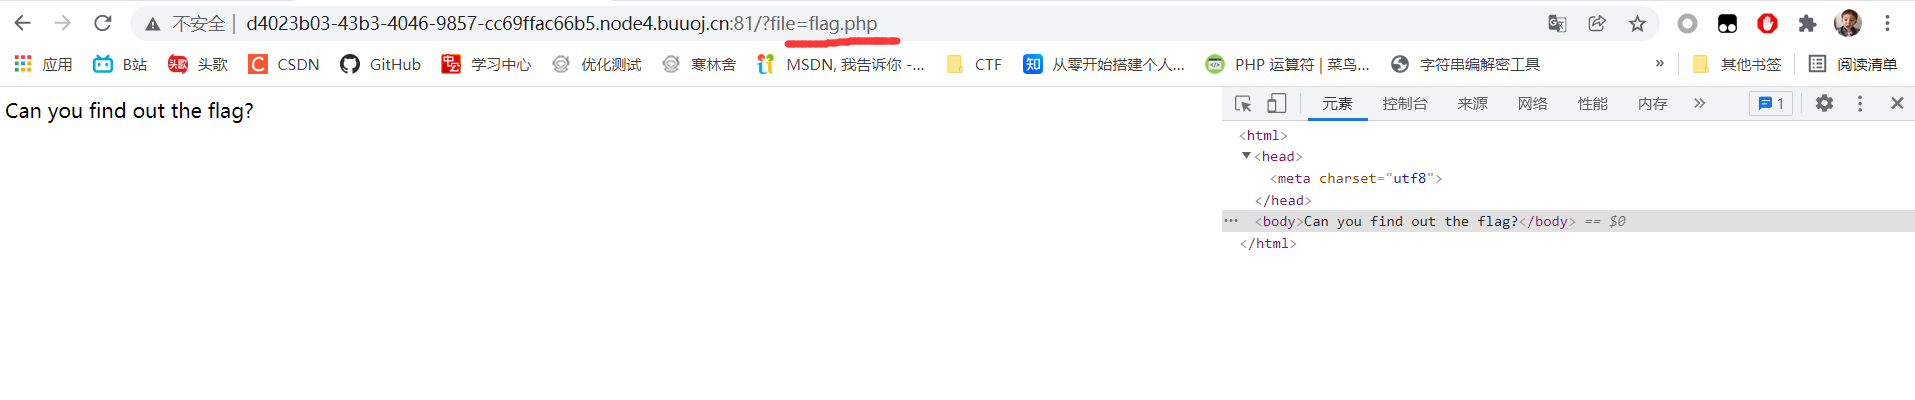 不安全 | d4023b03-43b3-4046-9857-cc69ffac66b5.node4.buuoj.cn:81/?file=flag.php
应用 B站 头歌 CSDN GitHub 学习中心 优化测试 寒林舍 MSDN, 我告诉你 -... CTF 从零开始搭建个人... PHP 运算符 | 菜鸟... 字符串编解密工具 » 其他书签 阅读清单
Can you find out the flag?
元素 控制台 来源 网络 性能 内存 » 1
<html>
<head>
<meta charset="utf8">
</head>
<body>Can you find out the flag?</body> == $0
</html>